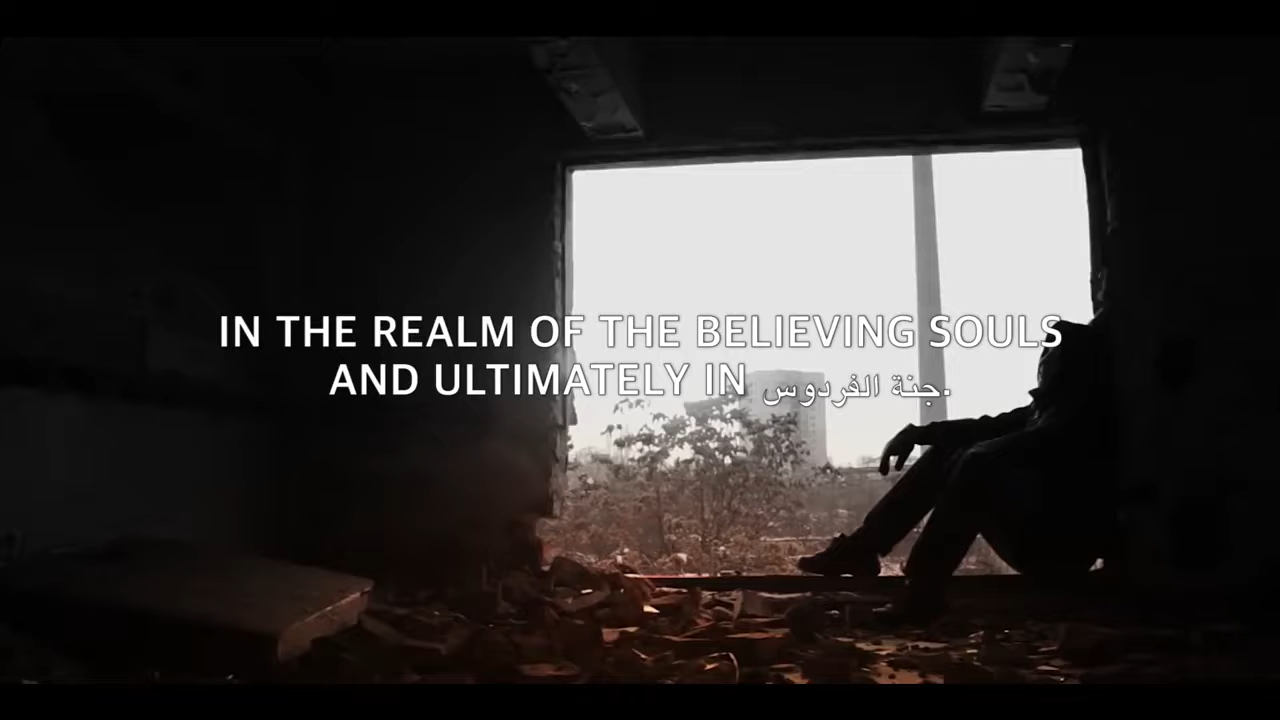 IN THE REALM OF THE BELIEVING SOULS
AND ULTIMATELY IN جنة الفردوس.